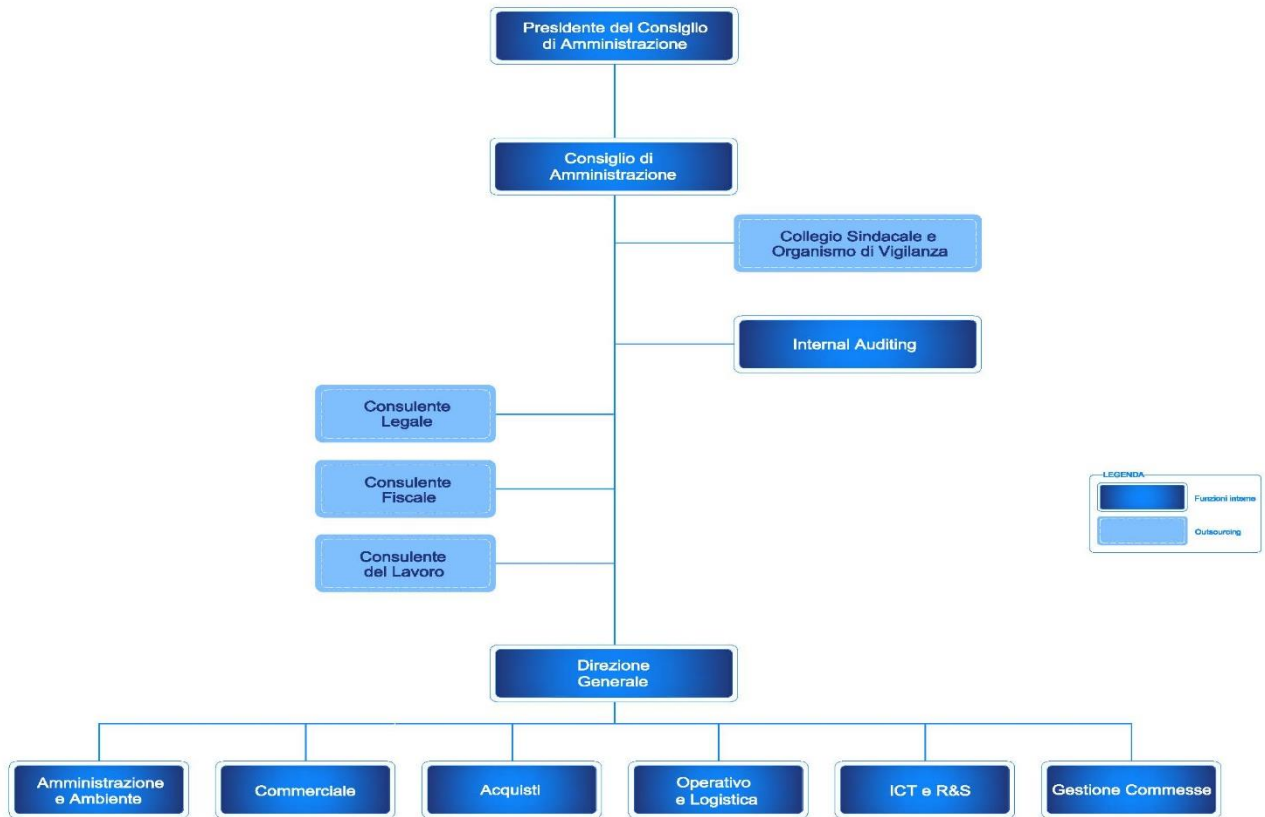 Presidente del Consiglio
di Amministrazione
Consiglio di
Amministrazione
Collegio Sindacale e
Organismo di Vigilanza
Internal Auditing
Consulente
Legale
Consulente
Fiscale
Consulente
del Lavoro
LEGENDA
Funzioni interne
Outsourcing
Direzione
Generale
Amministrazione
e Ambiente
Commerciale
Acquisti
Operativo
e Logistica
ICT e R&S
Gestione Commesse